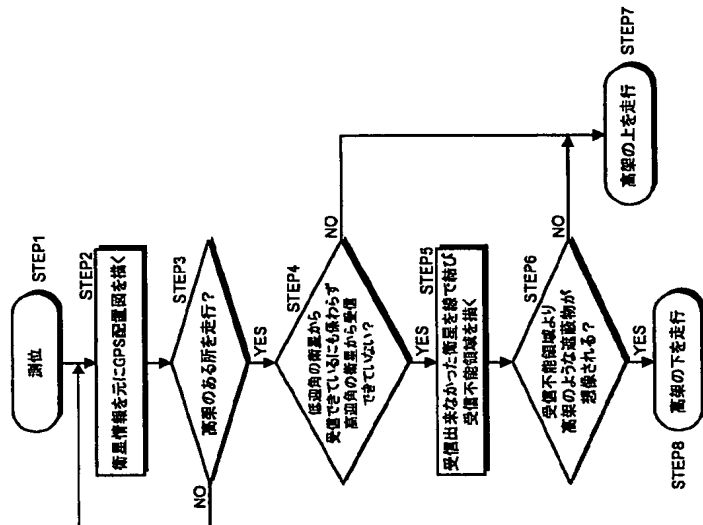 STEP1
測位
STEP2
衛星情報を元にGPS配置図を描く
STEP3
高架のある所を走行？
NO
YES
STEP4
低辺角の衛星から
受信できているにも係わらず
高辺角の衛星から受信
できていない？
NO
YES
STEP5
受信出来なかった衛星を線で結び
受信不能領域を描く
STEP6
受信不能領域より
高架のような遮蔽物が
想像される？
NO
YES
STEP7
高架の上を走行
STEP8
高架の下を走行